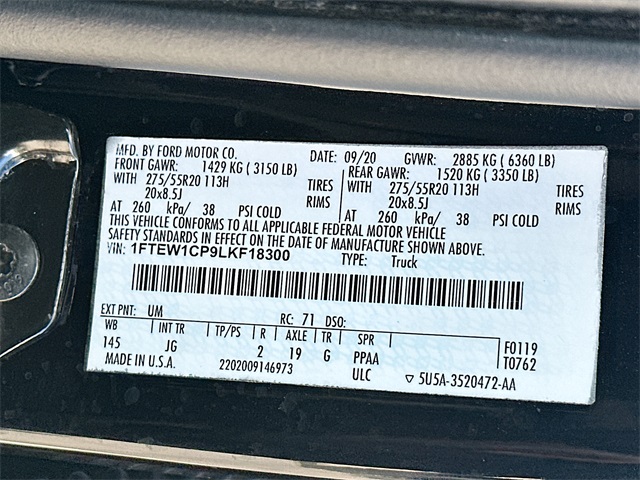 MFD. BY FORD MOTOR CO. DATE: 09/20 GVWR: 2885 KG ( 6360 LB)
FRONT GAWR: 1429 KG ( 3150 LB) REAR GAWR: 1520 KG ( 3350 LB)
WITH 275/55R20 113H TIRES WITH 275/55R20 113H TIRES
20x8.5J RIMS 20x8.5J RIMS
AT 260 kPa/ 38 PSI COLD AT 260 kPa/ 38 PSI COLD
THIS VEHICLE CONFORMS TO ALL APPLICABLE FEDERAL MOTOR VEHICLE
SAFETY STANDARDS IN EFFECT ON THE DATE OF MANUFACTURE SHOWN ABOVE.
VIN: 1FTEW1CP9LKF18300 TYPE: Truck
EXT PNT: UM RC: 71 DSO:
WB INT TR TP/PS R AXLE TR SPR F0119
145 JG 2 19 G PPAA T0762
MADE IN U.S.A. 2202009146973 ULC ▽ 5U5A-3520472-AA